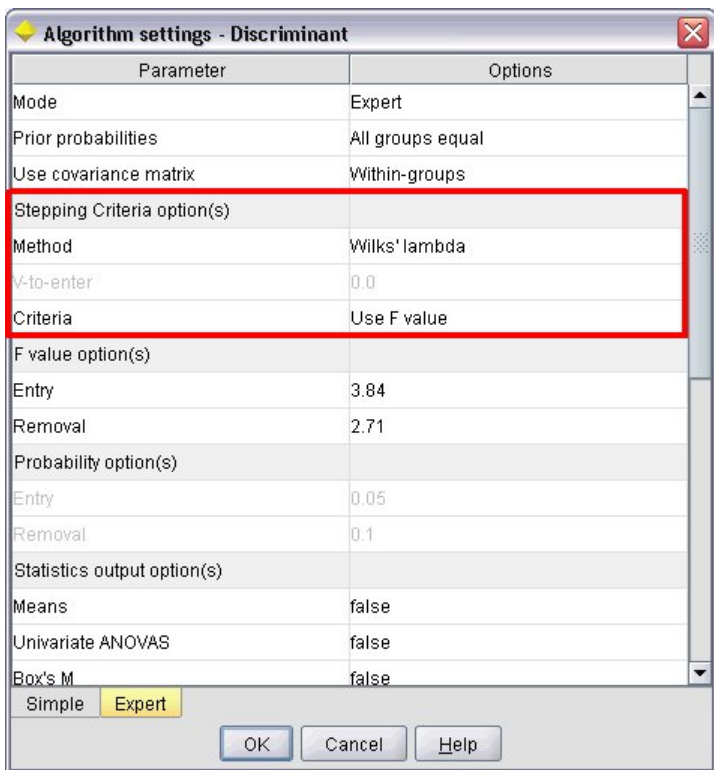 Algorithm settings - Discriminant
Parameter Options
Mode Expert
Prior probabilities All groups equal
Use covariance matrix Within-groups
Stepping Criteria option(s)
Method Wilks' lambda
V-to-enter 0.0
Criteria Use F value
F value option(s)
Entry 3.84
Removal 2.71
Probability option(s)
Entry 0.05
Removal 0.1
Statistics output option(s)
Means false
Univariate ANOVAS false
Box's M false
Simple Expert
OK Cancel Help